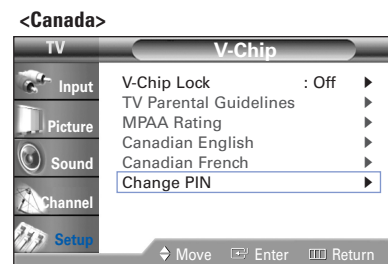 <Canada>
TV
V-Chip
Input
Picture
Sound
Channel
Setup
V-Chip Lock : Off
TV Parental Guidelines
MPAA Rating
Canadian English
Canadian French
Change PIN
Move Enter Return